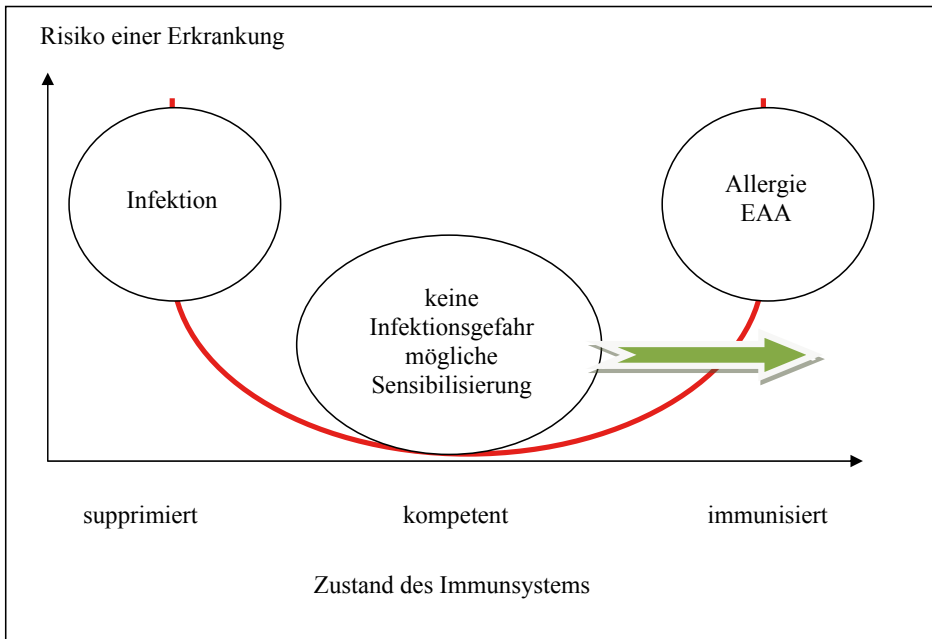 Risiko einer Erkrankung
Infektion
Allergie
EAA
keine
Infektionsgefahr
mögliche
Sensibilisierung
supprimiert kompetent immunisiert
Zustand des Immunsystems